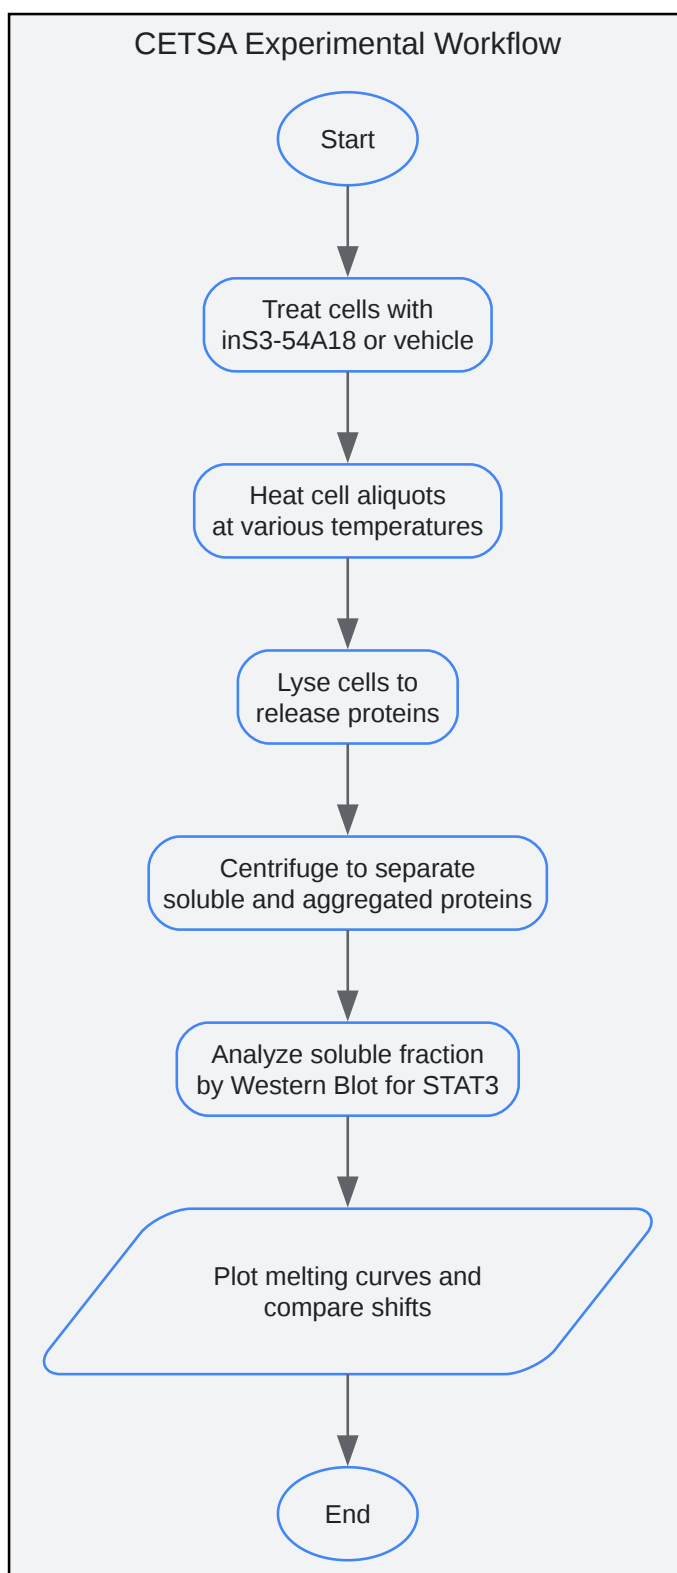 CETSA Experimental Workflow
Start
Treat cells with
inS3-54A18 or vehicle
Heat cell aliquots
at various temperatures
Lyse cells to
release proteins
Centrifuge to separate
soluble and aggregated proteins
Analyze soluble fraction
by Western Blot for STAT3
Plot melting curves and
compare shifts
End